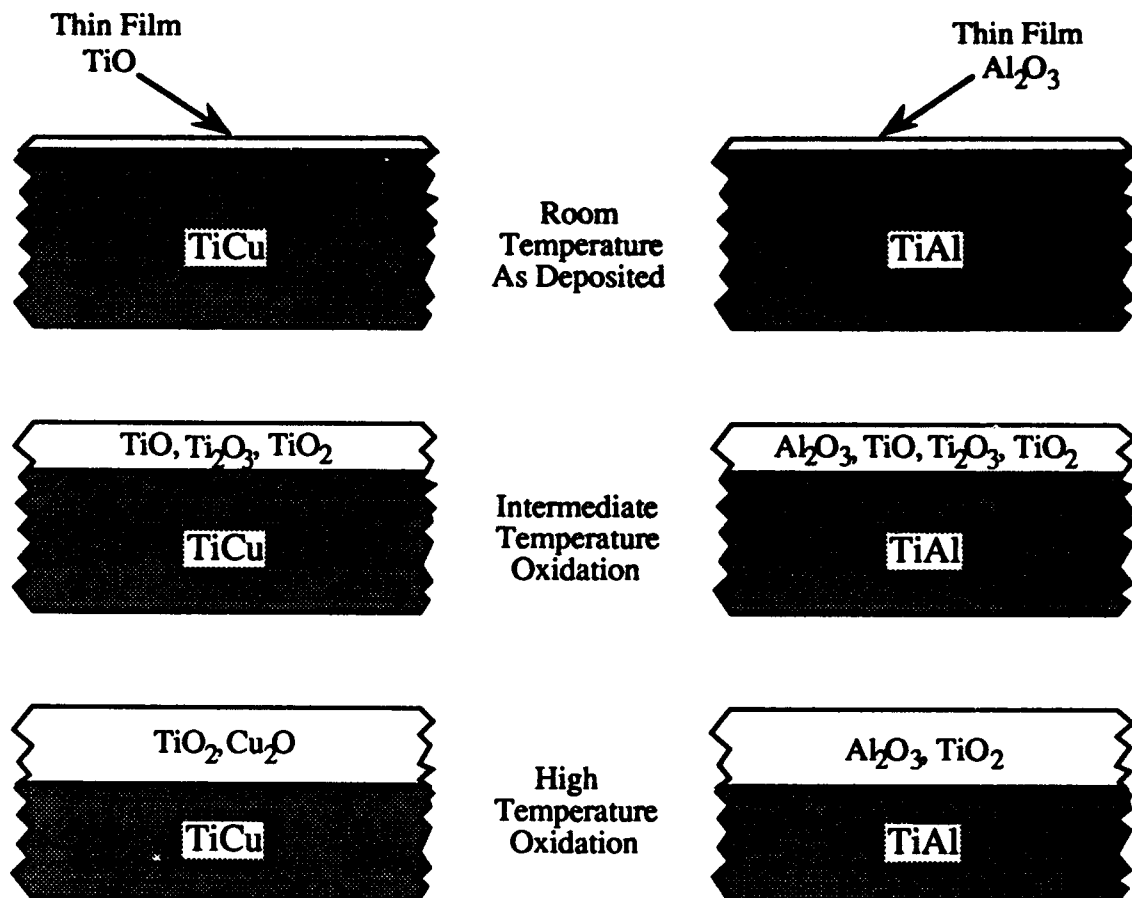 Thin Film
TiO
Thin Film
Al₂O₃
TiCu
Room
Temperature
As Deposited
TiAl
TiO, Ti₂O₃, TiO₂
Al₂O₃, TiO, Ti₂O₃, TiO₂
TiCu
Intermediate
Temperature
Oxidation
TiAl
TiO₂, Cu₂O
Al₂O₃, TiO₂
TiCu
High
Temperature
Oxidation
TiAl